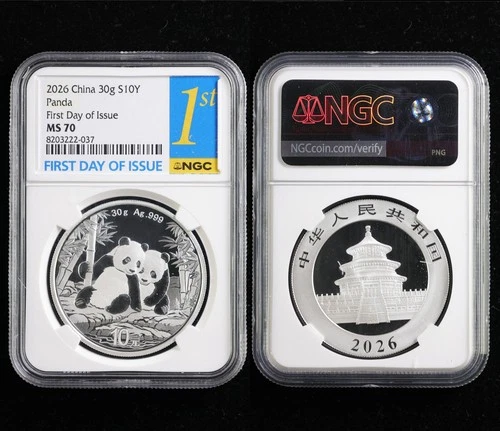 2026 China 30g S10Y
Panda
First Day of Issue
MS 70
8203222-037
FIRST DAY OF ISSUE
1st
NGC
30g Ag.999
10元
NGC
NGCcoin.com/verify
PNG
中华人民共和国
2026